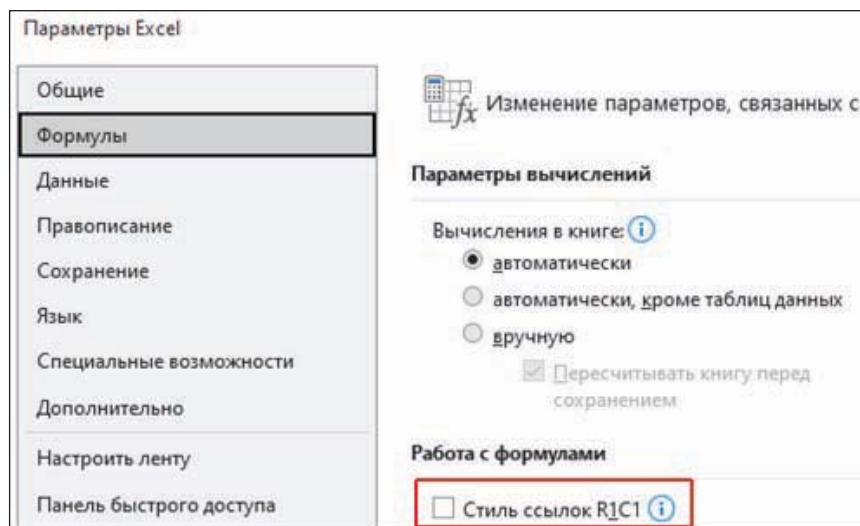 Параметры Excel
Общие
Формулы
Данные
Правописание
Сохранение
Язык
Специальные возможности
Дополнительно
Настроить ленту
Панель быстрого доступа
Изменение параметров, связанных с
Параметры вычислений
Вычисления в книге:
автоматически
автоматически, кроме таблиц данных
вручную
Пересчитывать книгу перед
сохранением
Работа с формулами
Стиль ссылок R1C1